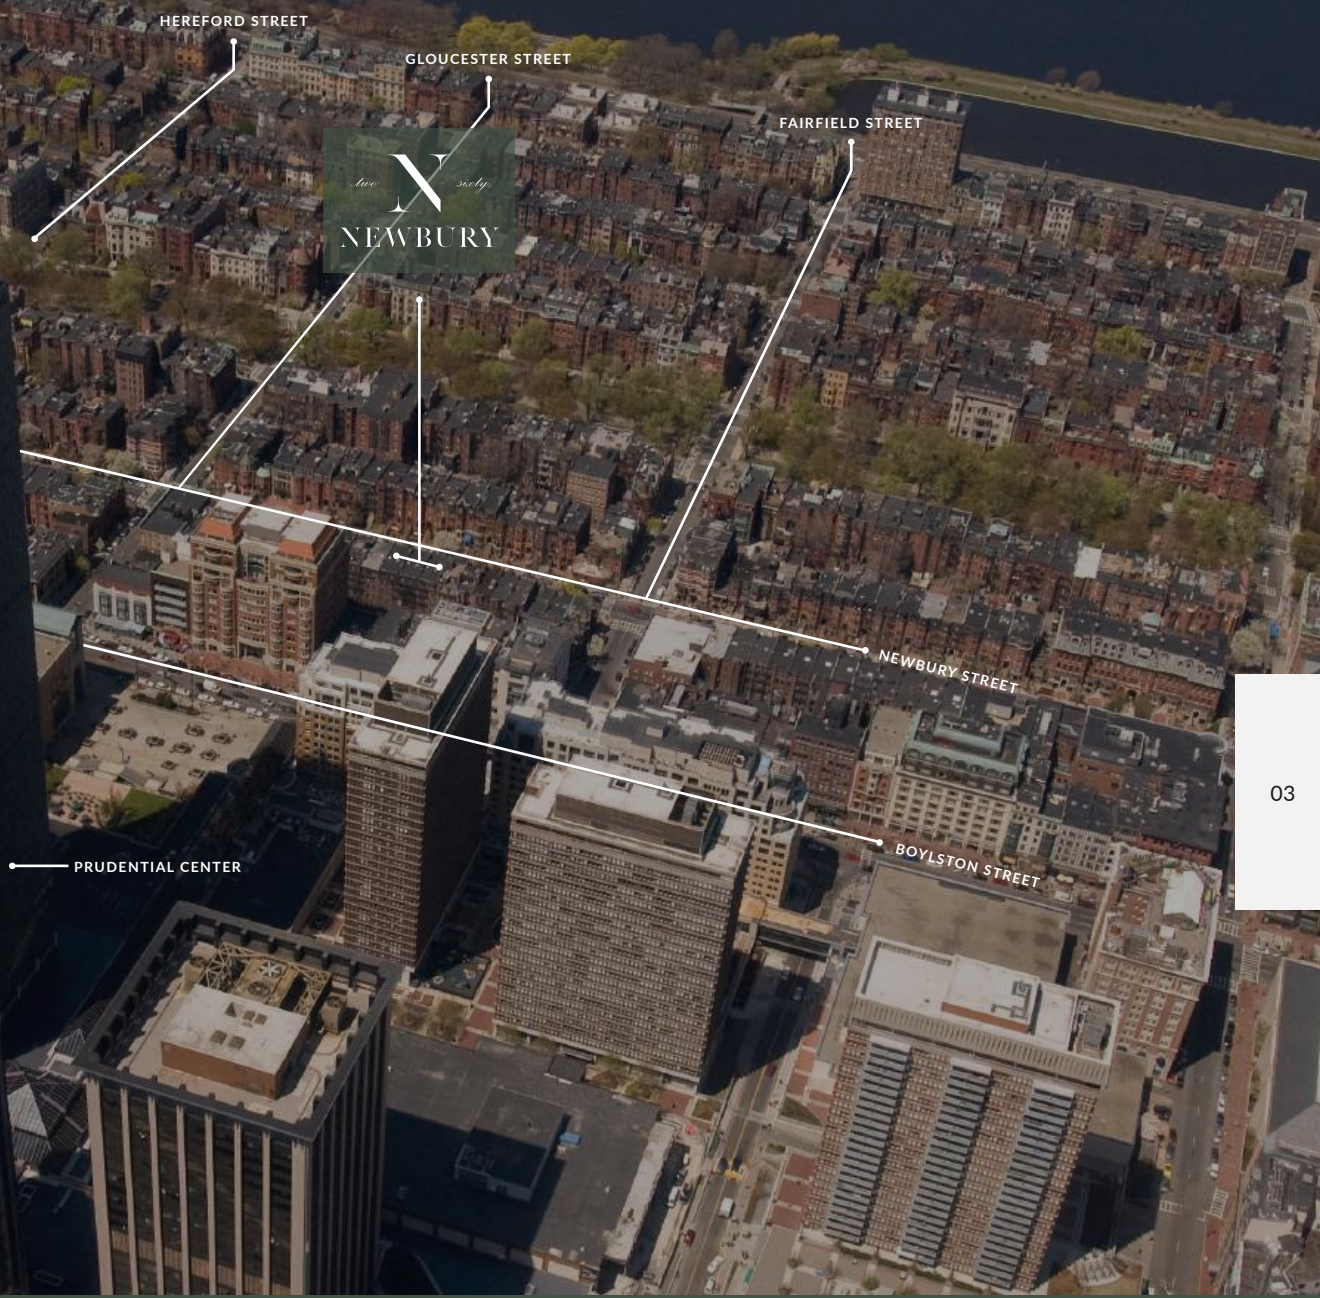 HEREFORD STREET
GLOUCESTER STREET
FAIRFIELD STREET
N
two sixty
NEWBURY
NEWBURY STREET
03
BOYLSTON STREET
PRUDENTIAL CENTER